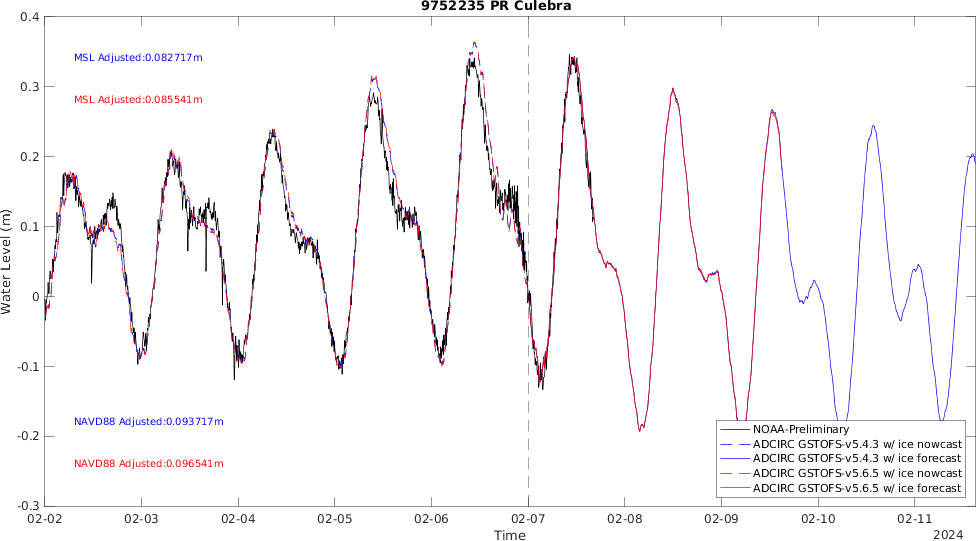 9752235 PR Culebra
0.4
0.3
0.2
0.1
0
-0.1
-0.2
-0.3
Water Level (m)
MSL Adjusted:0.082717m
MSL Adjusted:0.085541m
NAVD88 Adjusted:0.093717m
NAVD88 Adjusted:0.096541m
NOAA-Preliminary
ADCIRC GSTOFS-v5.4.3 w/ ice nowcast
ADCIRC GSTOFS-v5.4.3 w/ ice forecast
ADCIRC GSTOFS-v5.6.5 w/ ice nowcast
ADCIRC GSTOFS-v5.6.5 w/ ice forecast
02-02 02-03 02-04 02-05 02-06 02-07 02-08 02-09 02-10 02-11
Time
2024